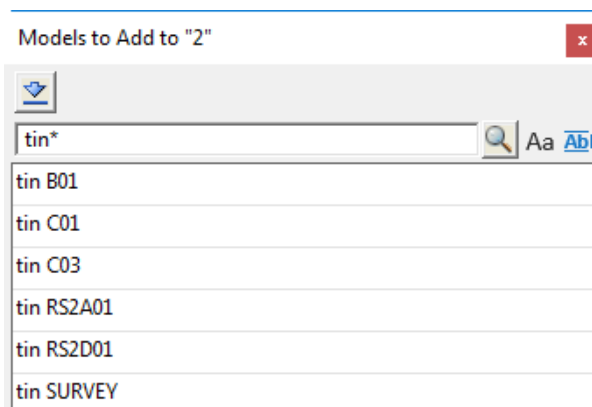 Models to Add to "2"
x
tin*
Aa
Abl
tin B01
tin C01
tin C03
tin RS2A01
tin RS2D01
tin SURVEY